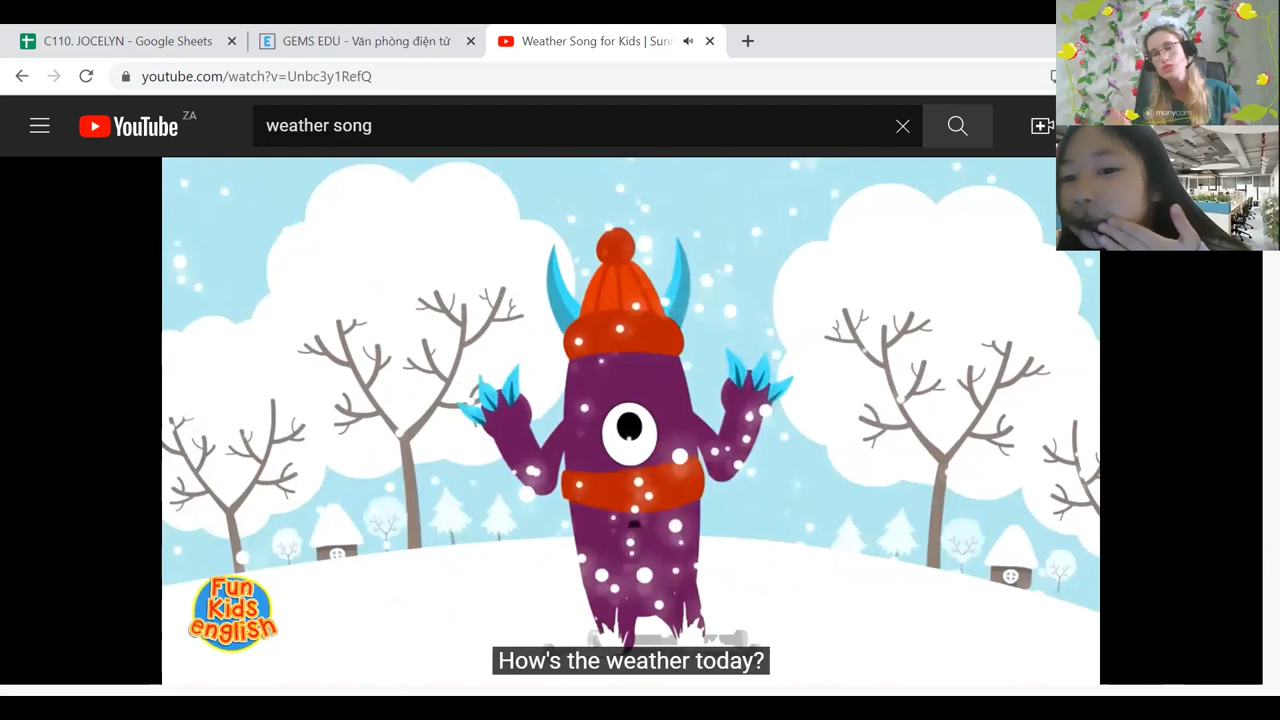 C110. JOCELYN - Google Sheets
GEMS EDU - Văn phòng điện tử
Weather Song for Kids | Sun
youtube.com/watch?v=Unbc3y1RefQ
YouTube ZA
weather song
manycam
Fun
Kids
english
How's the weather today?